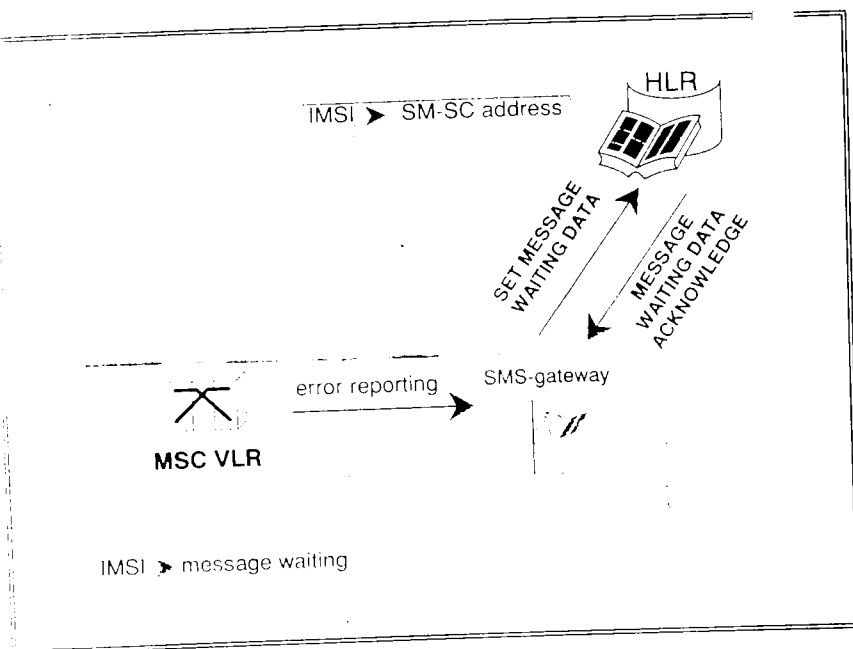 HLR
IMSI ➤ SM-SC address
SET MESSAGE
WAITING DATA
MESSAGE
WAITING DATA
ACKNOWLEDGE
error reporting
SMS-gateway
MSC VLR
IMSI ➤ message waiting